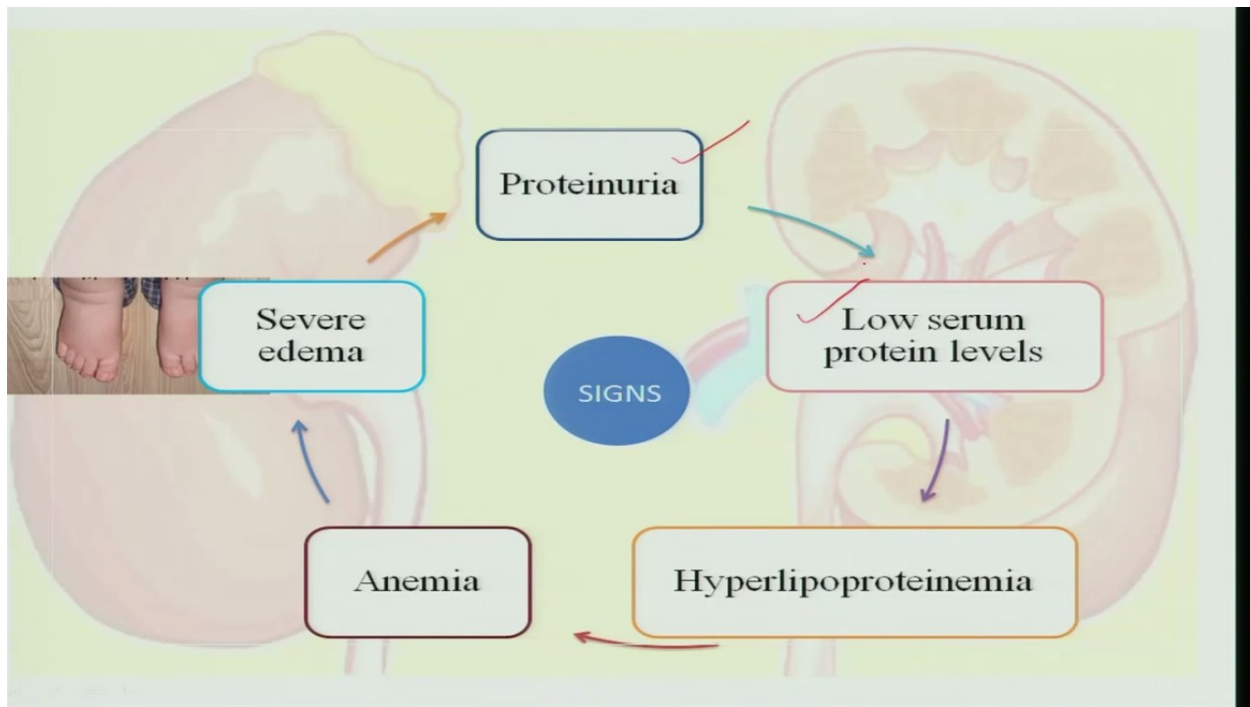 Proteinuria
Low serum
protein levels
Hyperlipoproteinemia
Anemia
Severe
edema
SIGNS